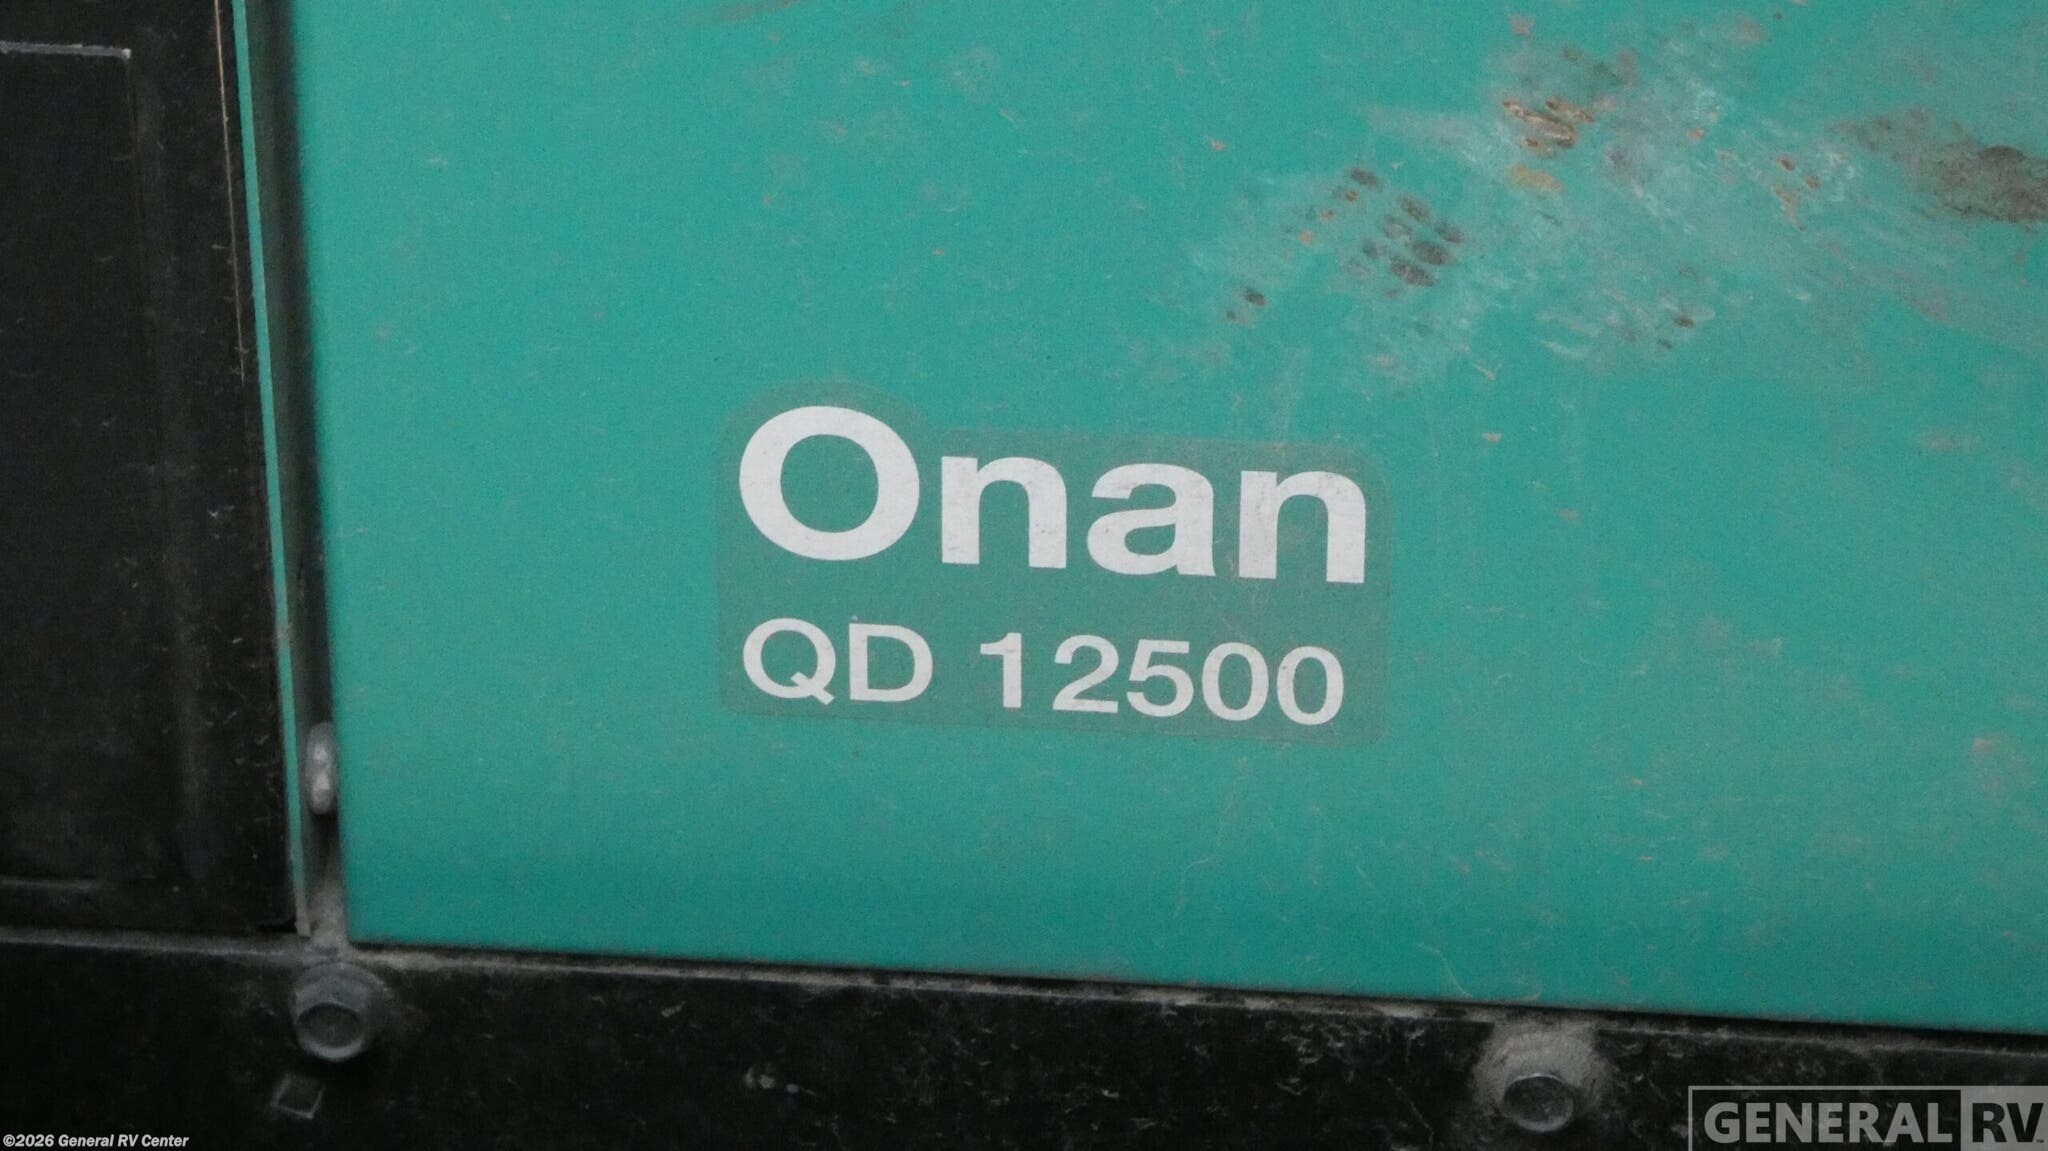 Onan
QD 12500
©2026 General RV Center
GENERAL RV